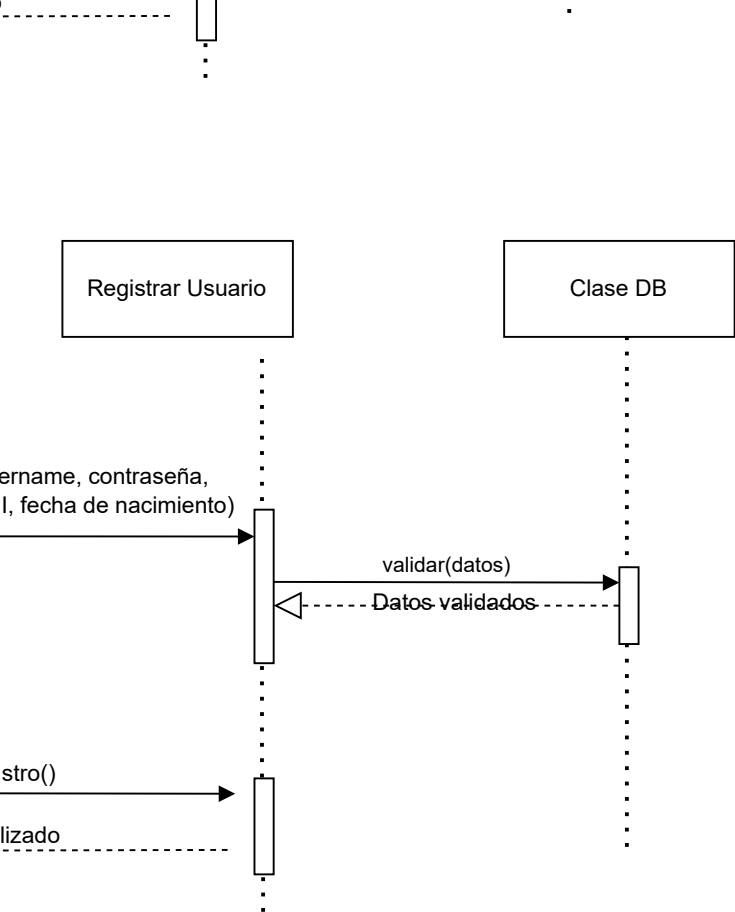 Registrar Usuario
Clase DB
ername, contraseña,
I, fecha de nacimiento)
validar(datos)
Datos validados
stro()
lizado